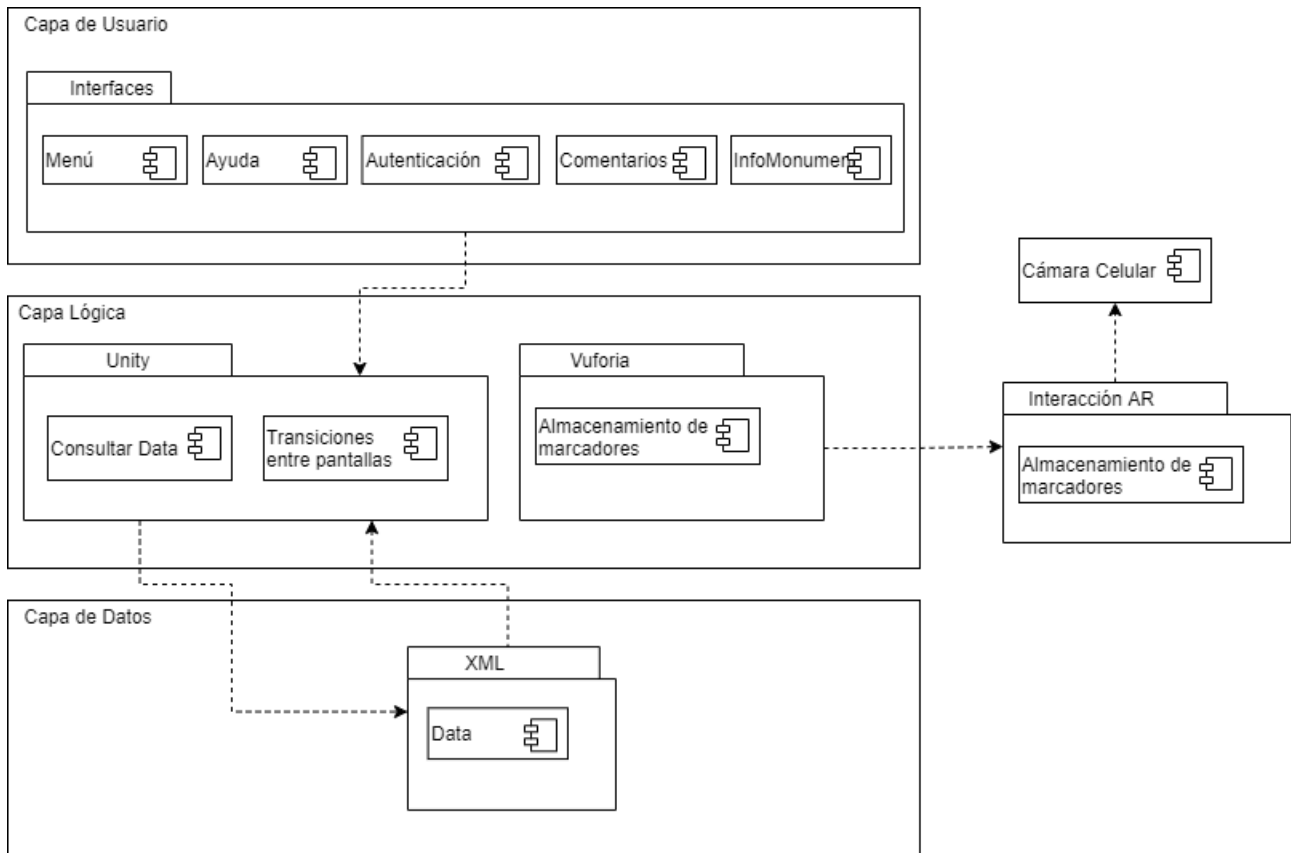 Capa de Usuario
Interfaces
Menú
Ayuda
Autenticación
Comentarios
InfoMonumen
Cámara Celular
Capa Lógica
Unity
Vuforia
Interacción AR
Consultar Data
Transiciones
entre pantallas
Almacenamiento de
marcadores
Almacenamiento de
marcadores
Capa de Datos
XML
Data